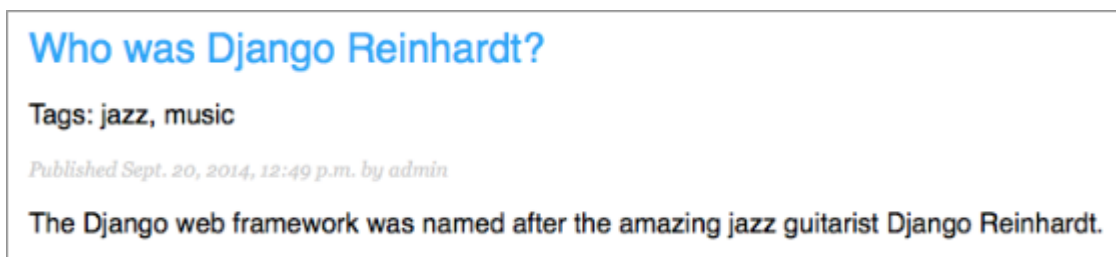 Who was Django Reinhardt?
Tags: jazz, music
Published Sept. 20, 2014, 12:49 p.m. by admin
The Django web framework was named after the amazing jazz guitarist Django Reinhardt.